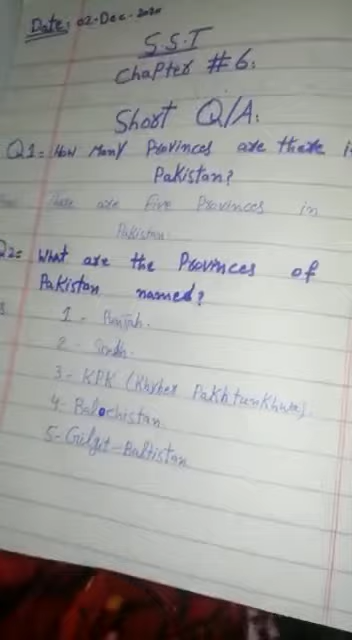 Date: 02-Dec-2020
S.S.T
Chapter #6:
Short Q/A:
Q1= How Many Provinces are there i
Pakistan?
There are Five Provinces in
Pakistan.
Q2= What are the Provinces of
Pakistan named?
1- Punjab.
2- Sindh.
3- KPK (Khyber Pakhtunkhwa).
4- Balochistan
5- Gilgit-Baltistan